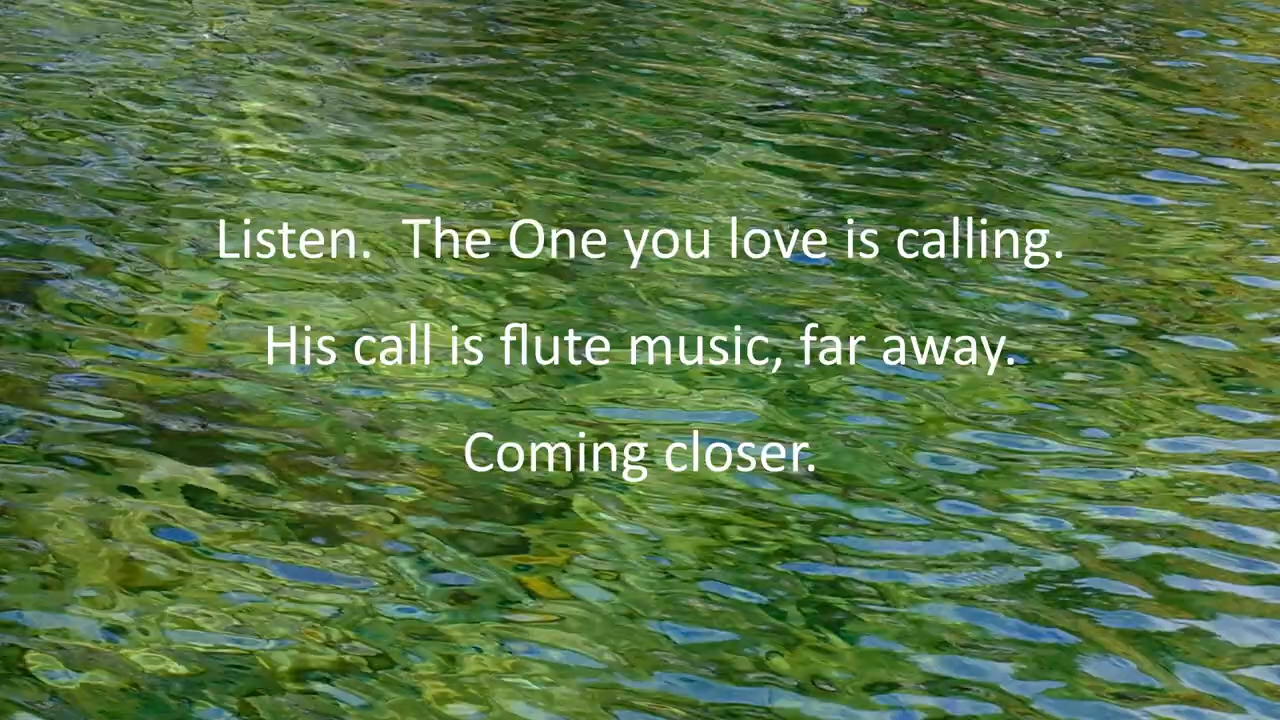 Listen.  The One you love is calling.
His call is flute music, far away.
Coming closer.